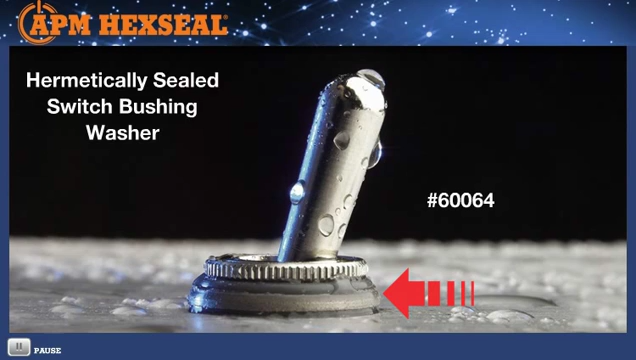 APM HEXSEAL®
Hermetically Sealed
Switch Bushing
Washer
#60064
PAUSE